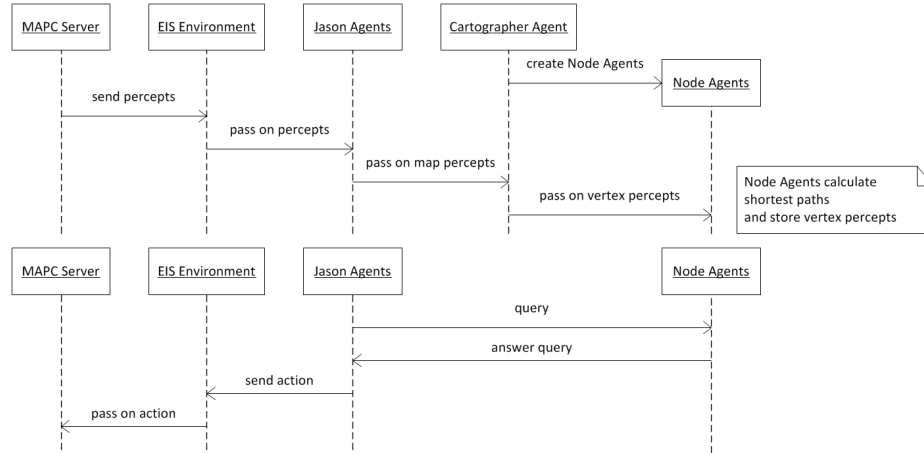 MAPC Server
EIS Environment
Jason Agents
Cartographer Agent
create Node Agents
Node Agents
send percepts
pass on percepts
pass on map percepts
pass on vertex percepts
Node Agents calculate
shortest paths
and store vertex percepts
MAPC Server
EIS Environment
Jason Agents
Node Agents
query
answer query
send action
pass on action